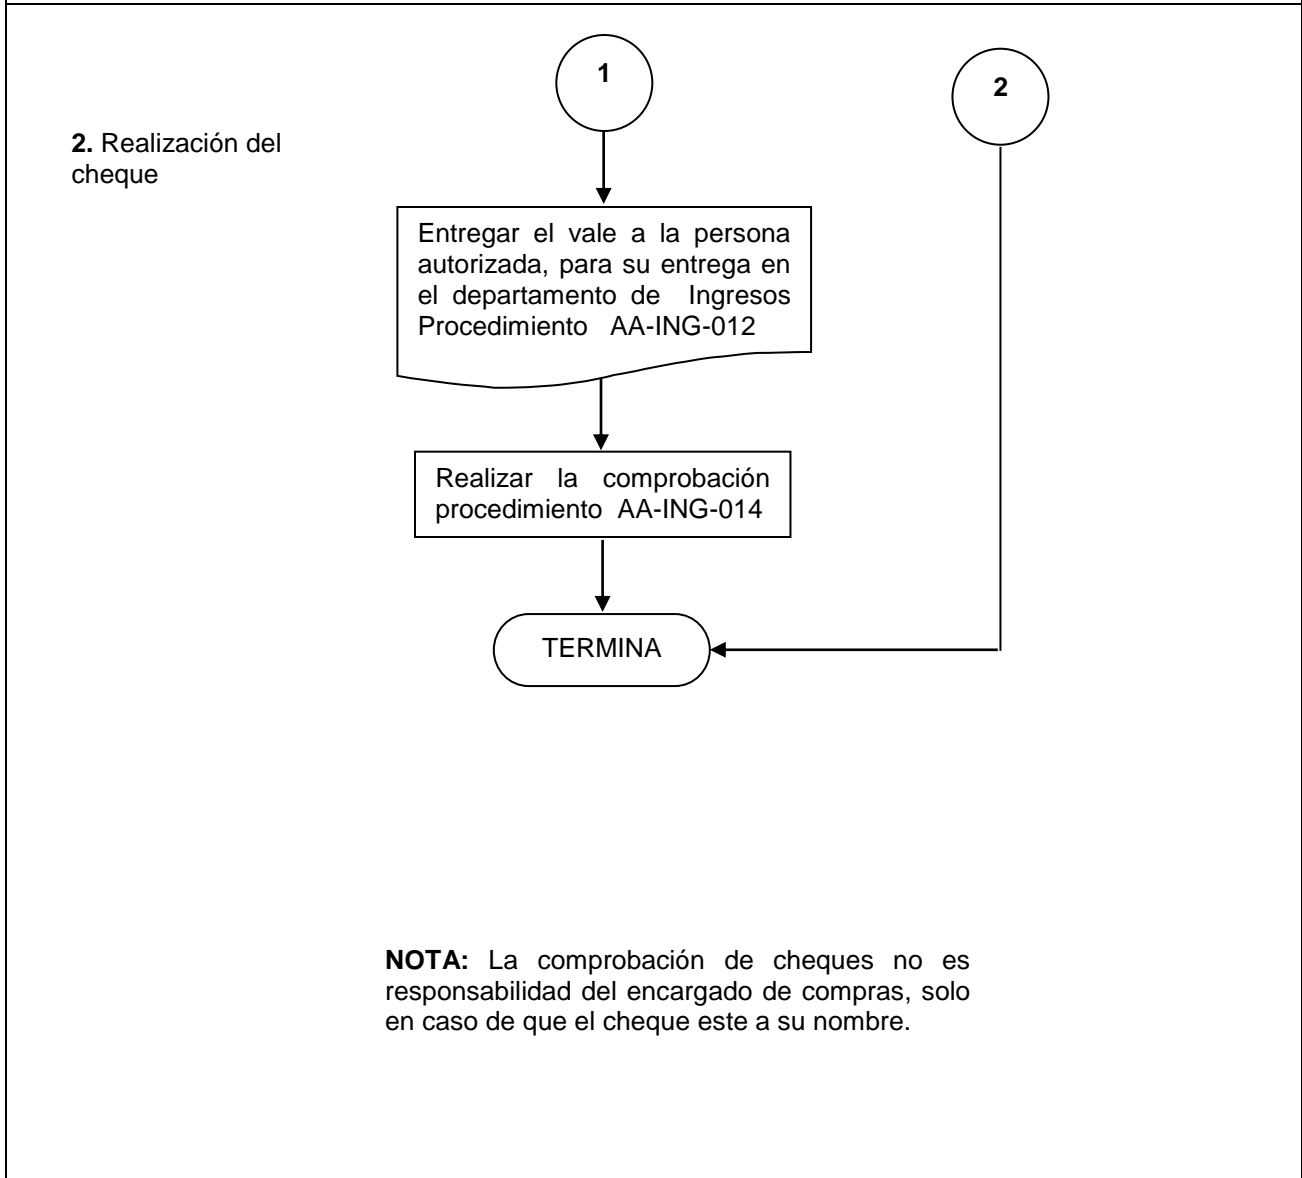 1
2
2. Realización del
cheque
Entregar el vale a la persona
autorizada, para su entrega en
el departamento de Ingresos
Procedimiento AA-ING-012
Realizar la comprobación
procedimiento AA-ING-014
TERMINA
NOTA: La comprobación de cheques no es
responsabilidad del encargado de compras, solo
en caso de que el cheque este a su nombre.